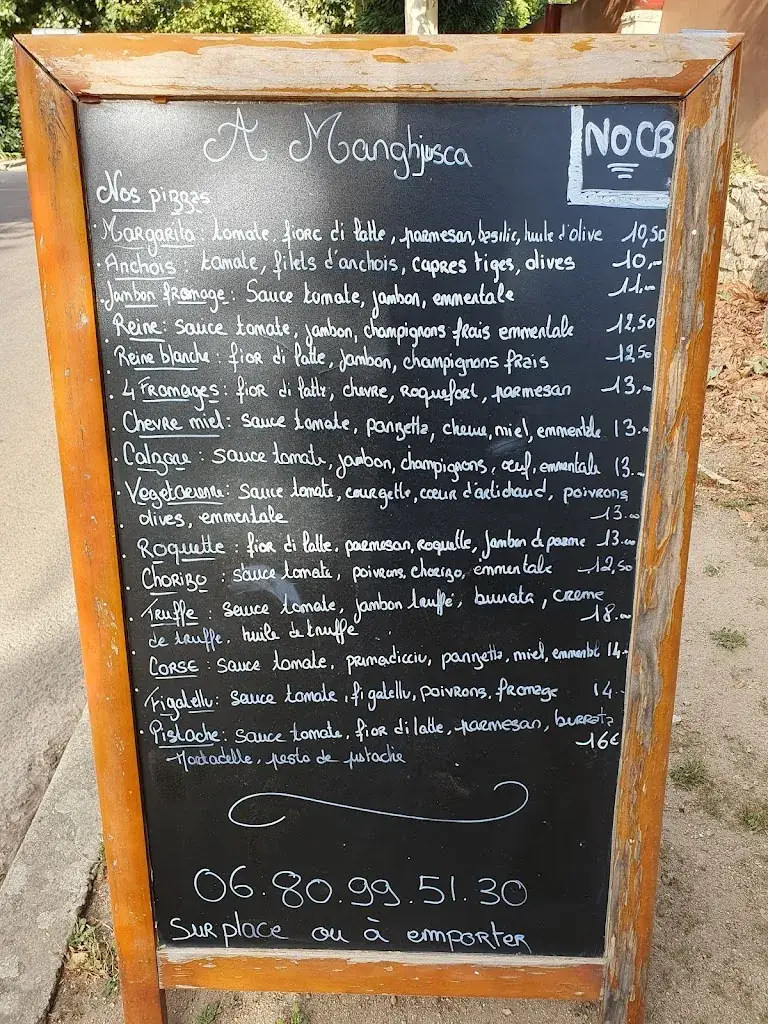 A Manghjusca
NO CB
Nos pizzas
. Margarita : tomate, fiore di latte, parmesan, basilic, huile d'olive 10,50
. Anchois : tomate, filets d'anchois, capres tiges, olives 10,-
. Jambon fromage : Sauce tomate, jambon, emmentale 11.-
. Reine : sauce tomate, jambon, champignons frais emmentale 12,50
. Reine blanche : fior di latte, jambon, champignons frais 12,50
. 4 Fromages : fior di latte, chevre, roquefort, parmesan 13.-
. Chevre miel : sauce tomate, panzetta, chevre, miel, emmentale 13.-
. Calzone : sauce tomate, jambon, champignons, oeuf, emmentale 13.-
. Vegetarienne : sauce tomate, courgette, coeur d'artichaud, poivrons
olives, emmentale 13.-
. Roquette : fior di latte, parmesan, roquette, jambon de parme 13.-
. Chorizo : sauce tomate, poivrons, chorizo, emmentale 12,50
. Truffe : sauce tomate, jambon truffé, burrata, creme
de truffe, huile de truffe 18.-
. CORSE : sauce tomate, primadicciu, panzetta, miel, emmental 14.-
. Figatellu : sauce tomate, figatellu, poivrons, fromage 14.-
. Pistache : sauce tomate, fior di latte, parmesan, burrata
Mortadelle, pesto de pistache 16€
06.80.99.51.30
Sur place ou à emporter